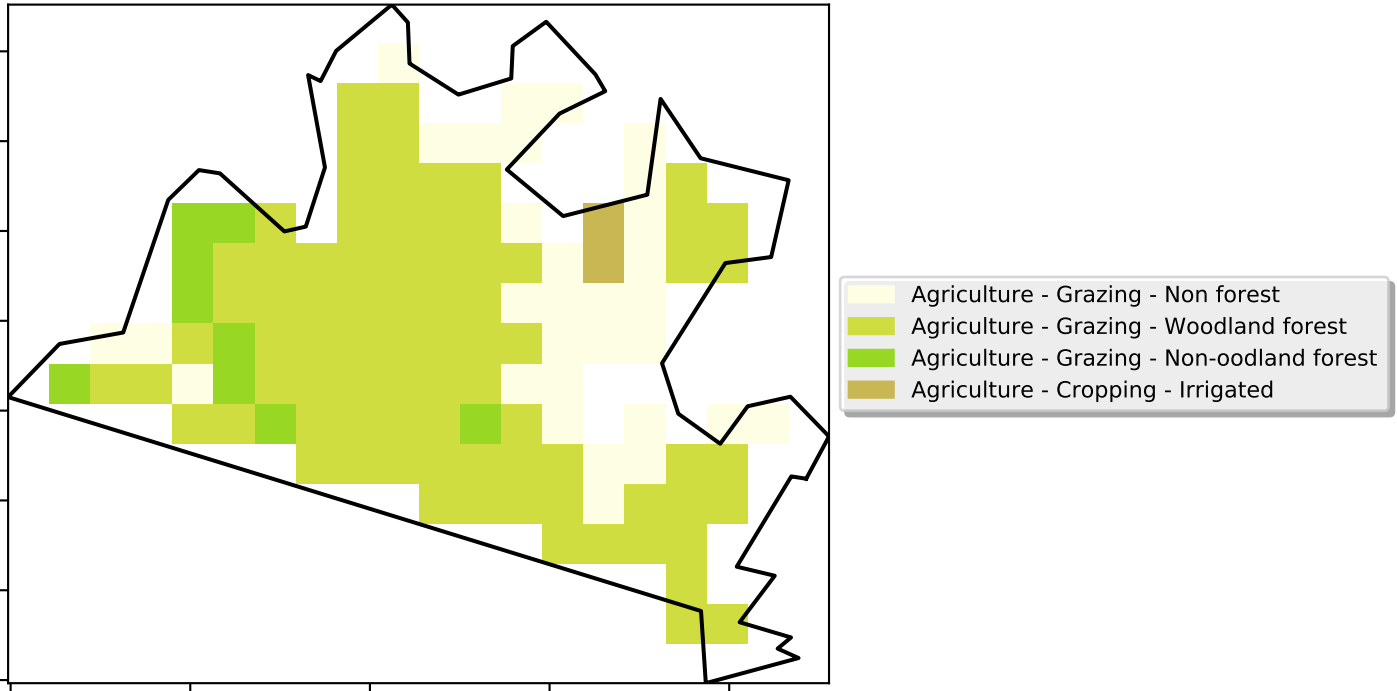 Agriculture - Grazing - Non forest
Agriculture - Grazing - Woodland forest
Agriculture - Grazing - Non-oodland forest
Agriculture - Cropping - Irrigated